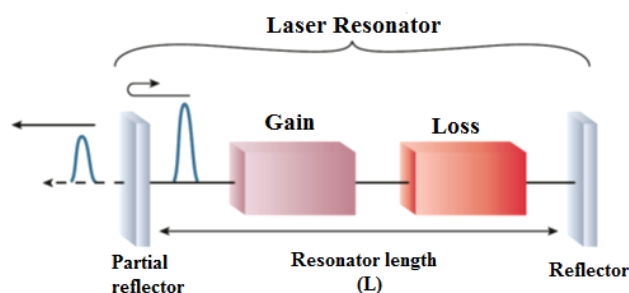 Laser Resonator
Gain
Loss
Partial
reflector
Resonator length
(L)
Reflector